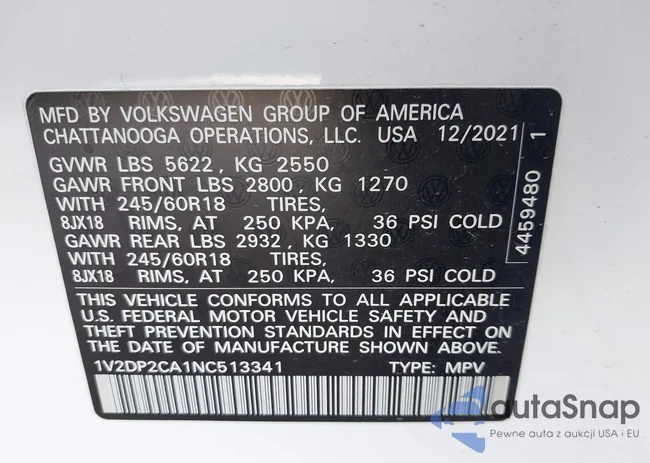 MFD BY VOLKSWAGEN GROUP OF AMERICA
CHATTANOOGA OPERATIONS, LLC. USA 12/2021
GVWR LBS 5622 , KG 2550
GAWR FRONT LBS 2800 , KG 1270
WITH 245/60R18 TIRES,
8JX18 RIMS, AT 250 KPA, 36 PSI COLD
GAWR REAR LBS 2932 , KG 1330
WITH 245/60R18 TIRES,
8JX18 RIMS, AT 250 KPA, 36 PSI COLD
THIS VEHICLE CONFORMS TO ALL APPLICABLE
U.S. FEDERAL MOTOR VEHICLE SAFETY AND
THEFT PREVENTION STANDARDS IN EFFECT ON
THE DATE OF MANUFACTURE SHOWN ABOVE.
1V2DP2CA1NC513341 TYPE: MPV
4459480 1
autoSnap
Pewne auta z aukcji USA i EU